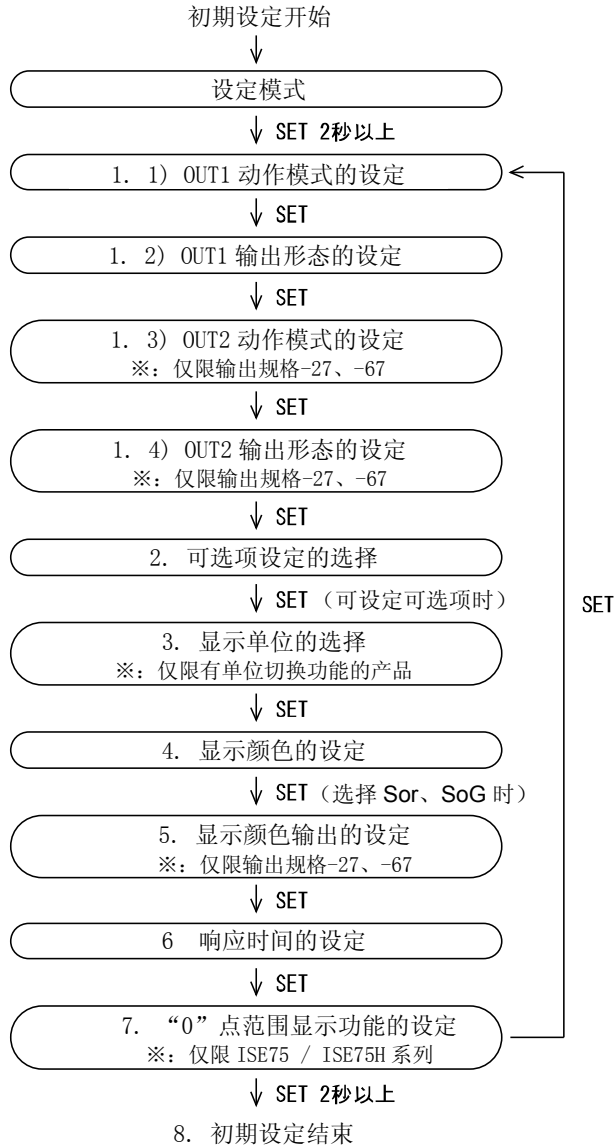 初期设定开始
↓
设定模式
↓ SET 2秒以上
1. 1) OUT1 动作模式的设定
↓ SET
1. 2) OUT1 输出形态的设定
↓ SET
1. 3) OUT2 动作模式的设定
※: 仅限输出规格-27、-67
↓ SET
1. 4) OUT2 输出形态的设定
※: 仅限输出规格-27、-67
↓ SET
2. 可选项设定的选择
↓ SET (可设定可选项时)
SET
3. 显示单位的选择
※: 仅限有单位切换功能的产品
↓ SET
4. 显示颜色的设定
↓ SET (选择 Sor、SoG 时)
5. 显示颜色输出的设定
※: 仅限输出规格-27、-67
↓ SET
6 响应时间的设定
↓ SET
7. “0”点范围显示功能的设定
※: 仅限 ISE75 / ISE75H 系列
↓ SET 2秒以上
8. 初期设定结束